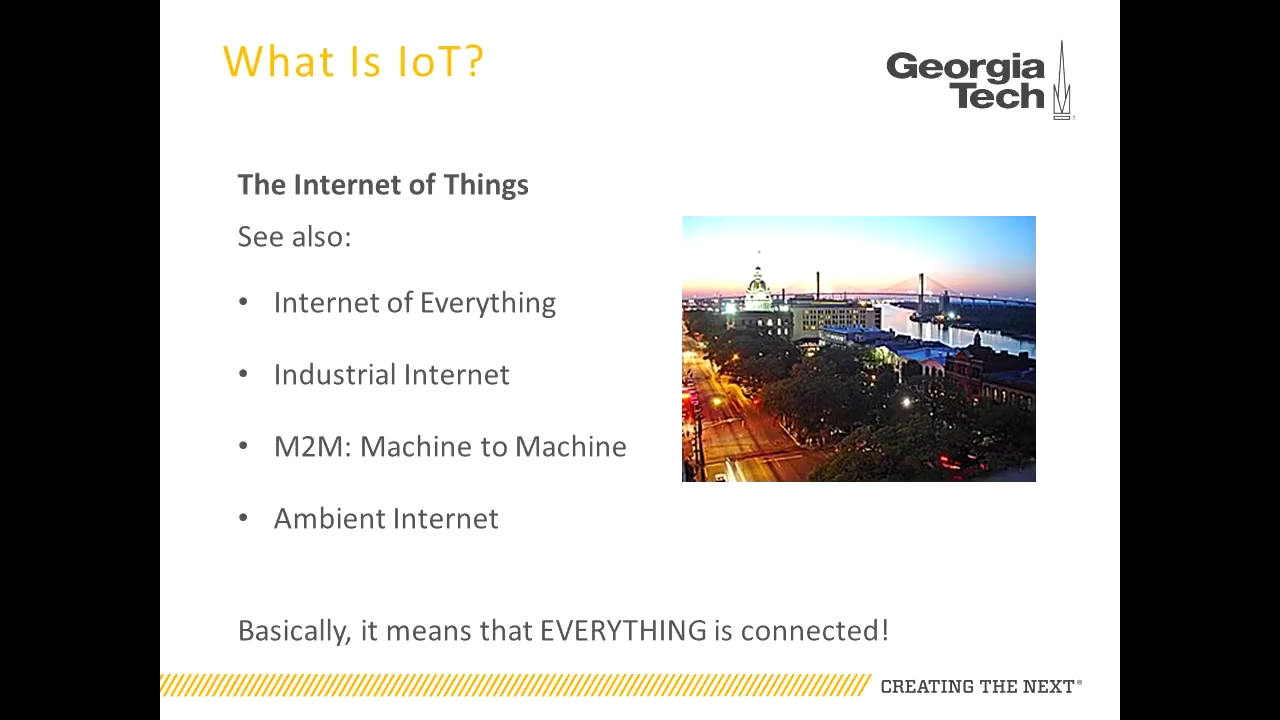 What Is IoT?
Georgia
Tech
The Internet of Things
See also:
• Internet of Everything
• Industrial Internet
• M2M: Machine to Machine
• Ambient Internet
Basically, it means that EVERYTHING is connected!
CREATING THE NEXT®